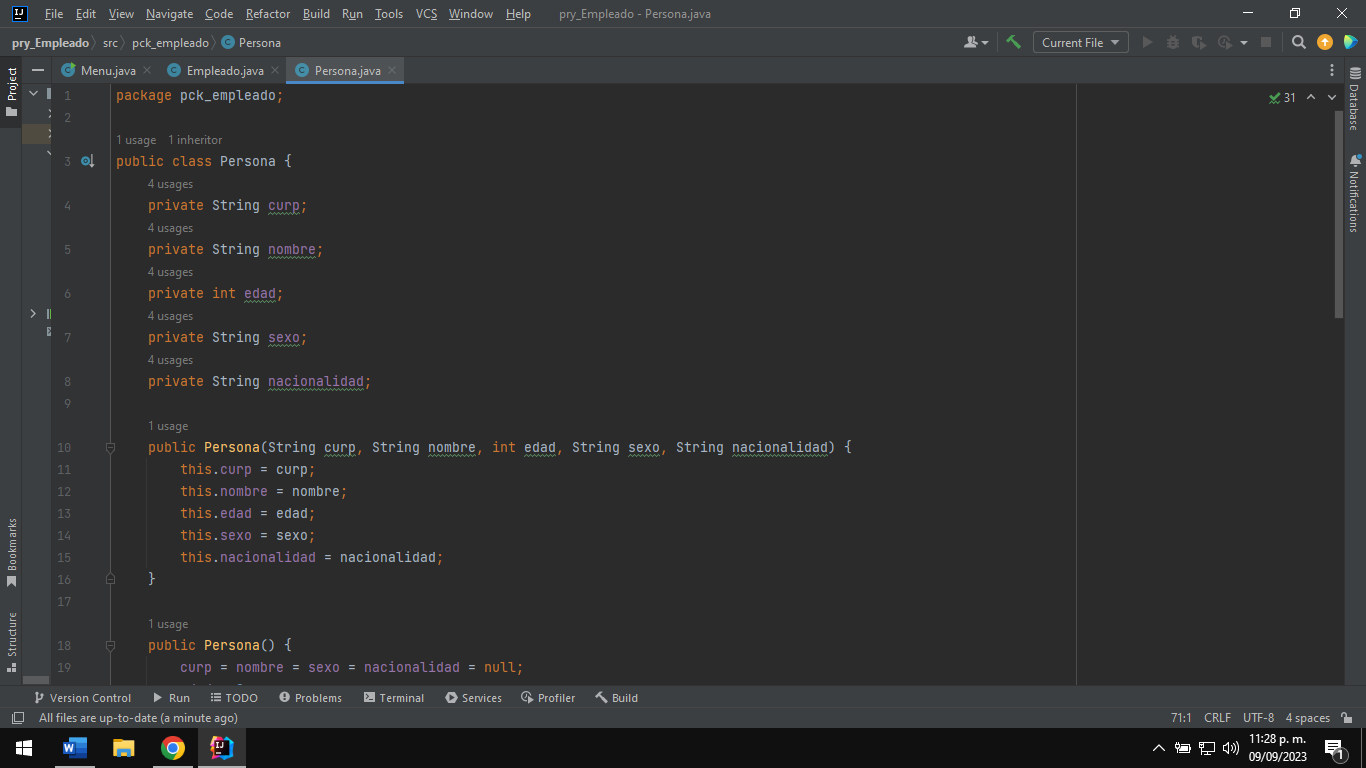 File Edit View Navigate Code Refactor Build Run Tools VCS Window Help pry_Empleado - Persona.java
pry_Empleado src pck_empleado Persona Current File
Menu.java Empleado.java Persona.java
Project
1 package pck_empleado; 31
2
1 usage 1 inheritor
3 public class Persona {
4 usages
4 private String curp;
4 usages
5 private String nombre;
4 usages
6 private int edad;
4 usages
7 private String sexo;
4 usages
8 private String nacionalidad;
9
1 usage
10 public Persona(String curp, String nombre, int edad, String sexo, String nacionalidad) {
11 this.curp = curp;
12 this.nombre = nombre;
13 this.edad = edad;
14 this.sexo = sexo;
15 this.nacionalidad = nacionalidad;
16 }
17
1 usage
18 public Persona() {
19 curp = nombre = sexo = nacionalidad = null;
Bookmarks
Structure
Database
Notifications
Version Control Run TODO Problems Terminal Services Profiler Build
All files are up-to-date (a minute ago) 71:1 CRLF UTF-8 4 spaces
11:28 p. m.
09/09/2023
1